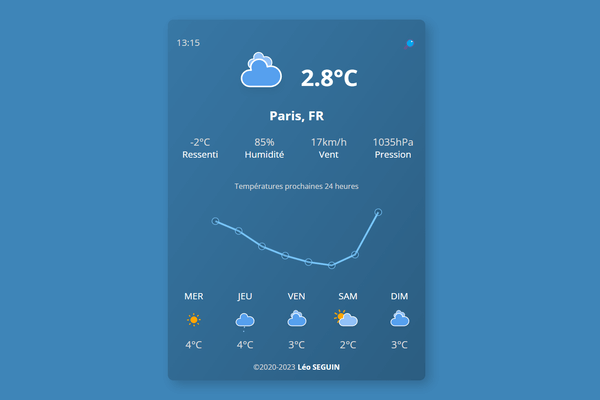 13:15
2.8°C
Paris, FR
-2°C 85% 17km/h 1035hPa
Ressenti Humidité Vent Pression
Températures prochaines 24 heures
MER JEU VEN SAM DIM
4°C 4°C 3°C 2°C 3°C
©2020-2023 Léo SEGUIN